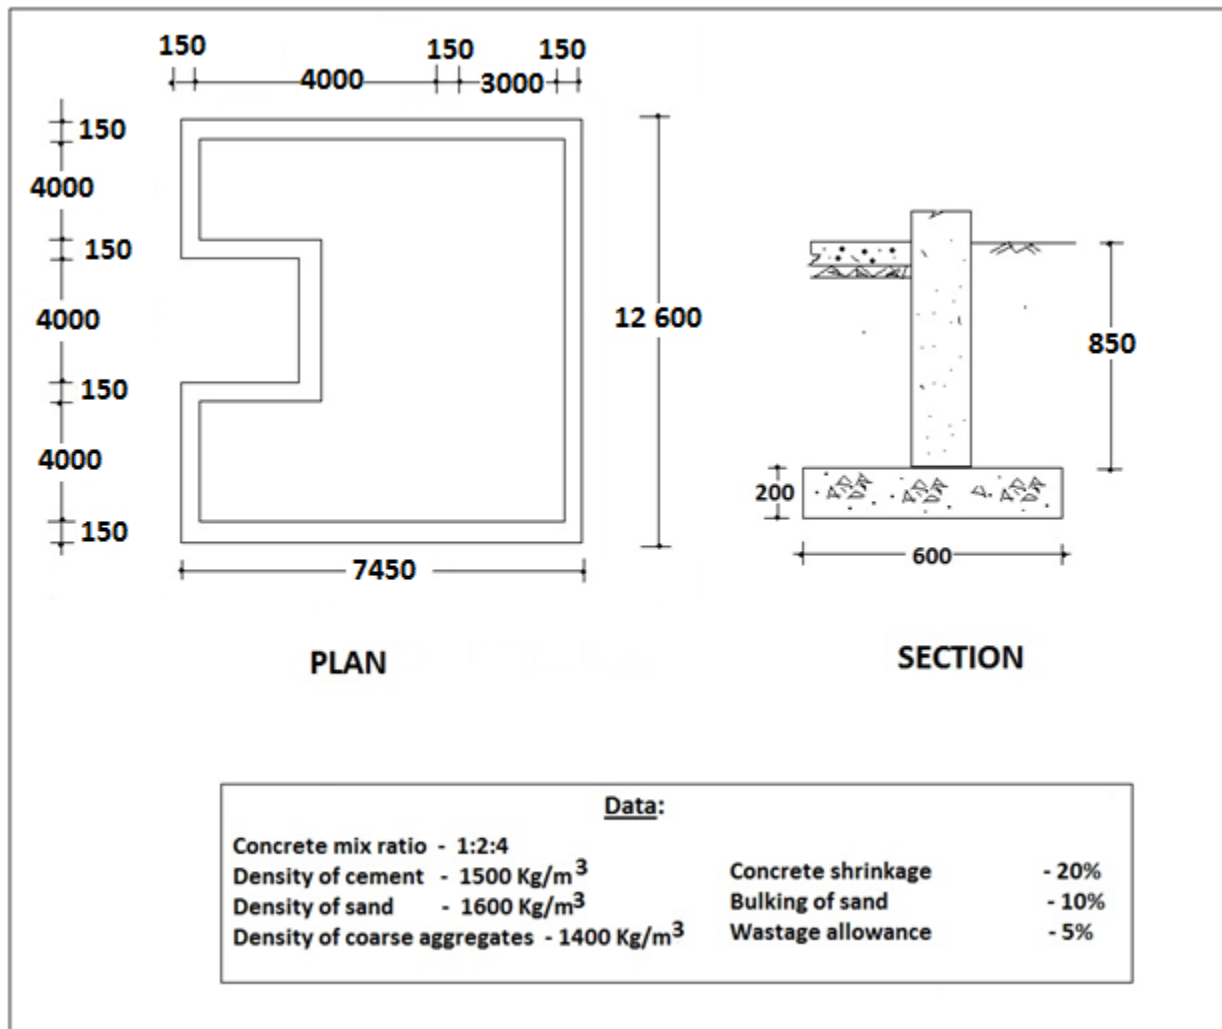 150 150 150
4000 3000
150
4000
150
4000
150
4000
150
12 600
7450
850
200
600
PLAN
SECTION
Data:
Concrete mix ratio - 1:2:4
Density of cement - 1500 Kg/m³
Density of sand - 1600 Kg/m³
Density of coarse aggregates - 1400 Kg/m³
Concrete shrinkage - 20%
Bulking of sand - 10%
Wastage allowance - 5%